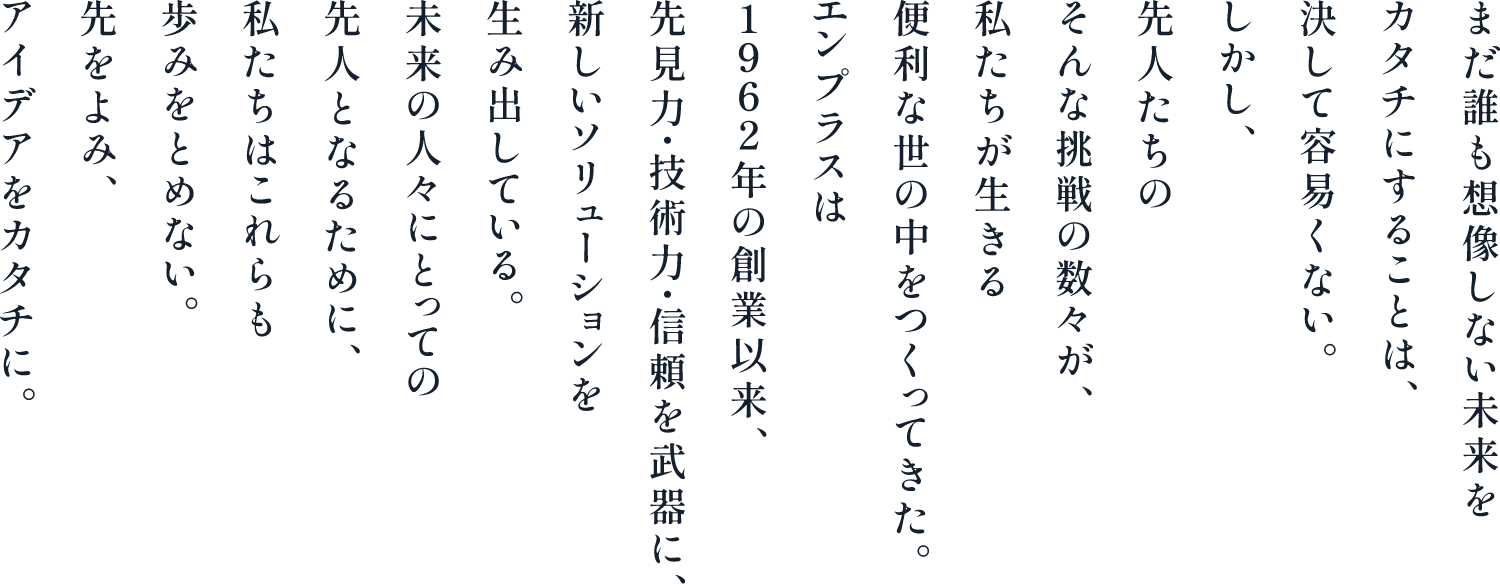 まだ誰も想像しない未来を
カタチにすることは、
決して容易くない。
しかし、
先人たちの
そんな挑戦の数々が、
私たちが生きる
便利な世の中をつくってきた。
エンプラスは
1962年の創業以来、
先見力・技術力・信頼を武器に、
新しいソリューションを
生み出している。
未来の人々にとっての
先人となるために、
私たちはこれらも
歩みをとめない。
先をよみ、
アイデアをカタチに。